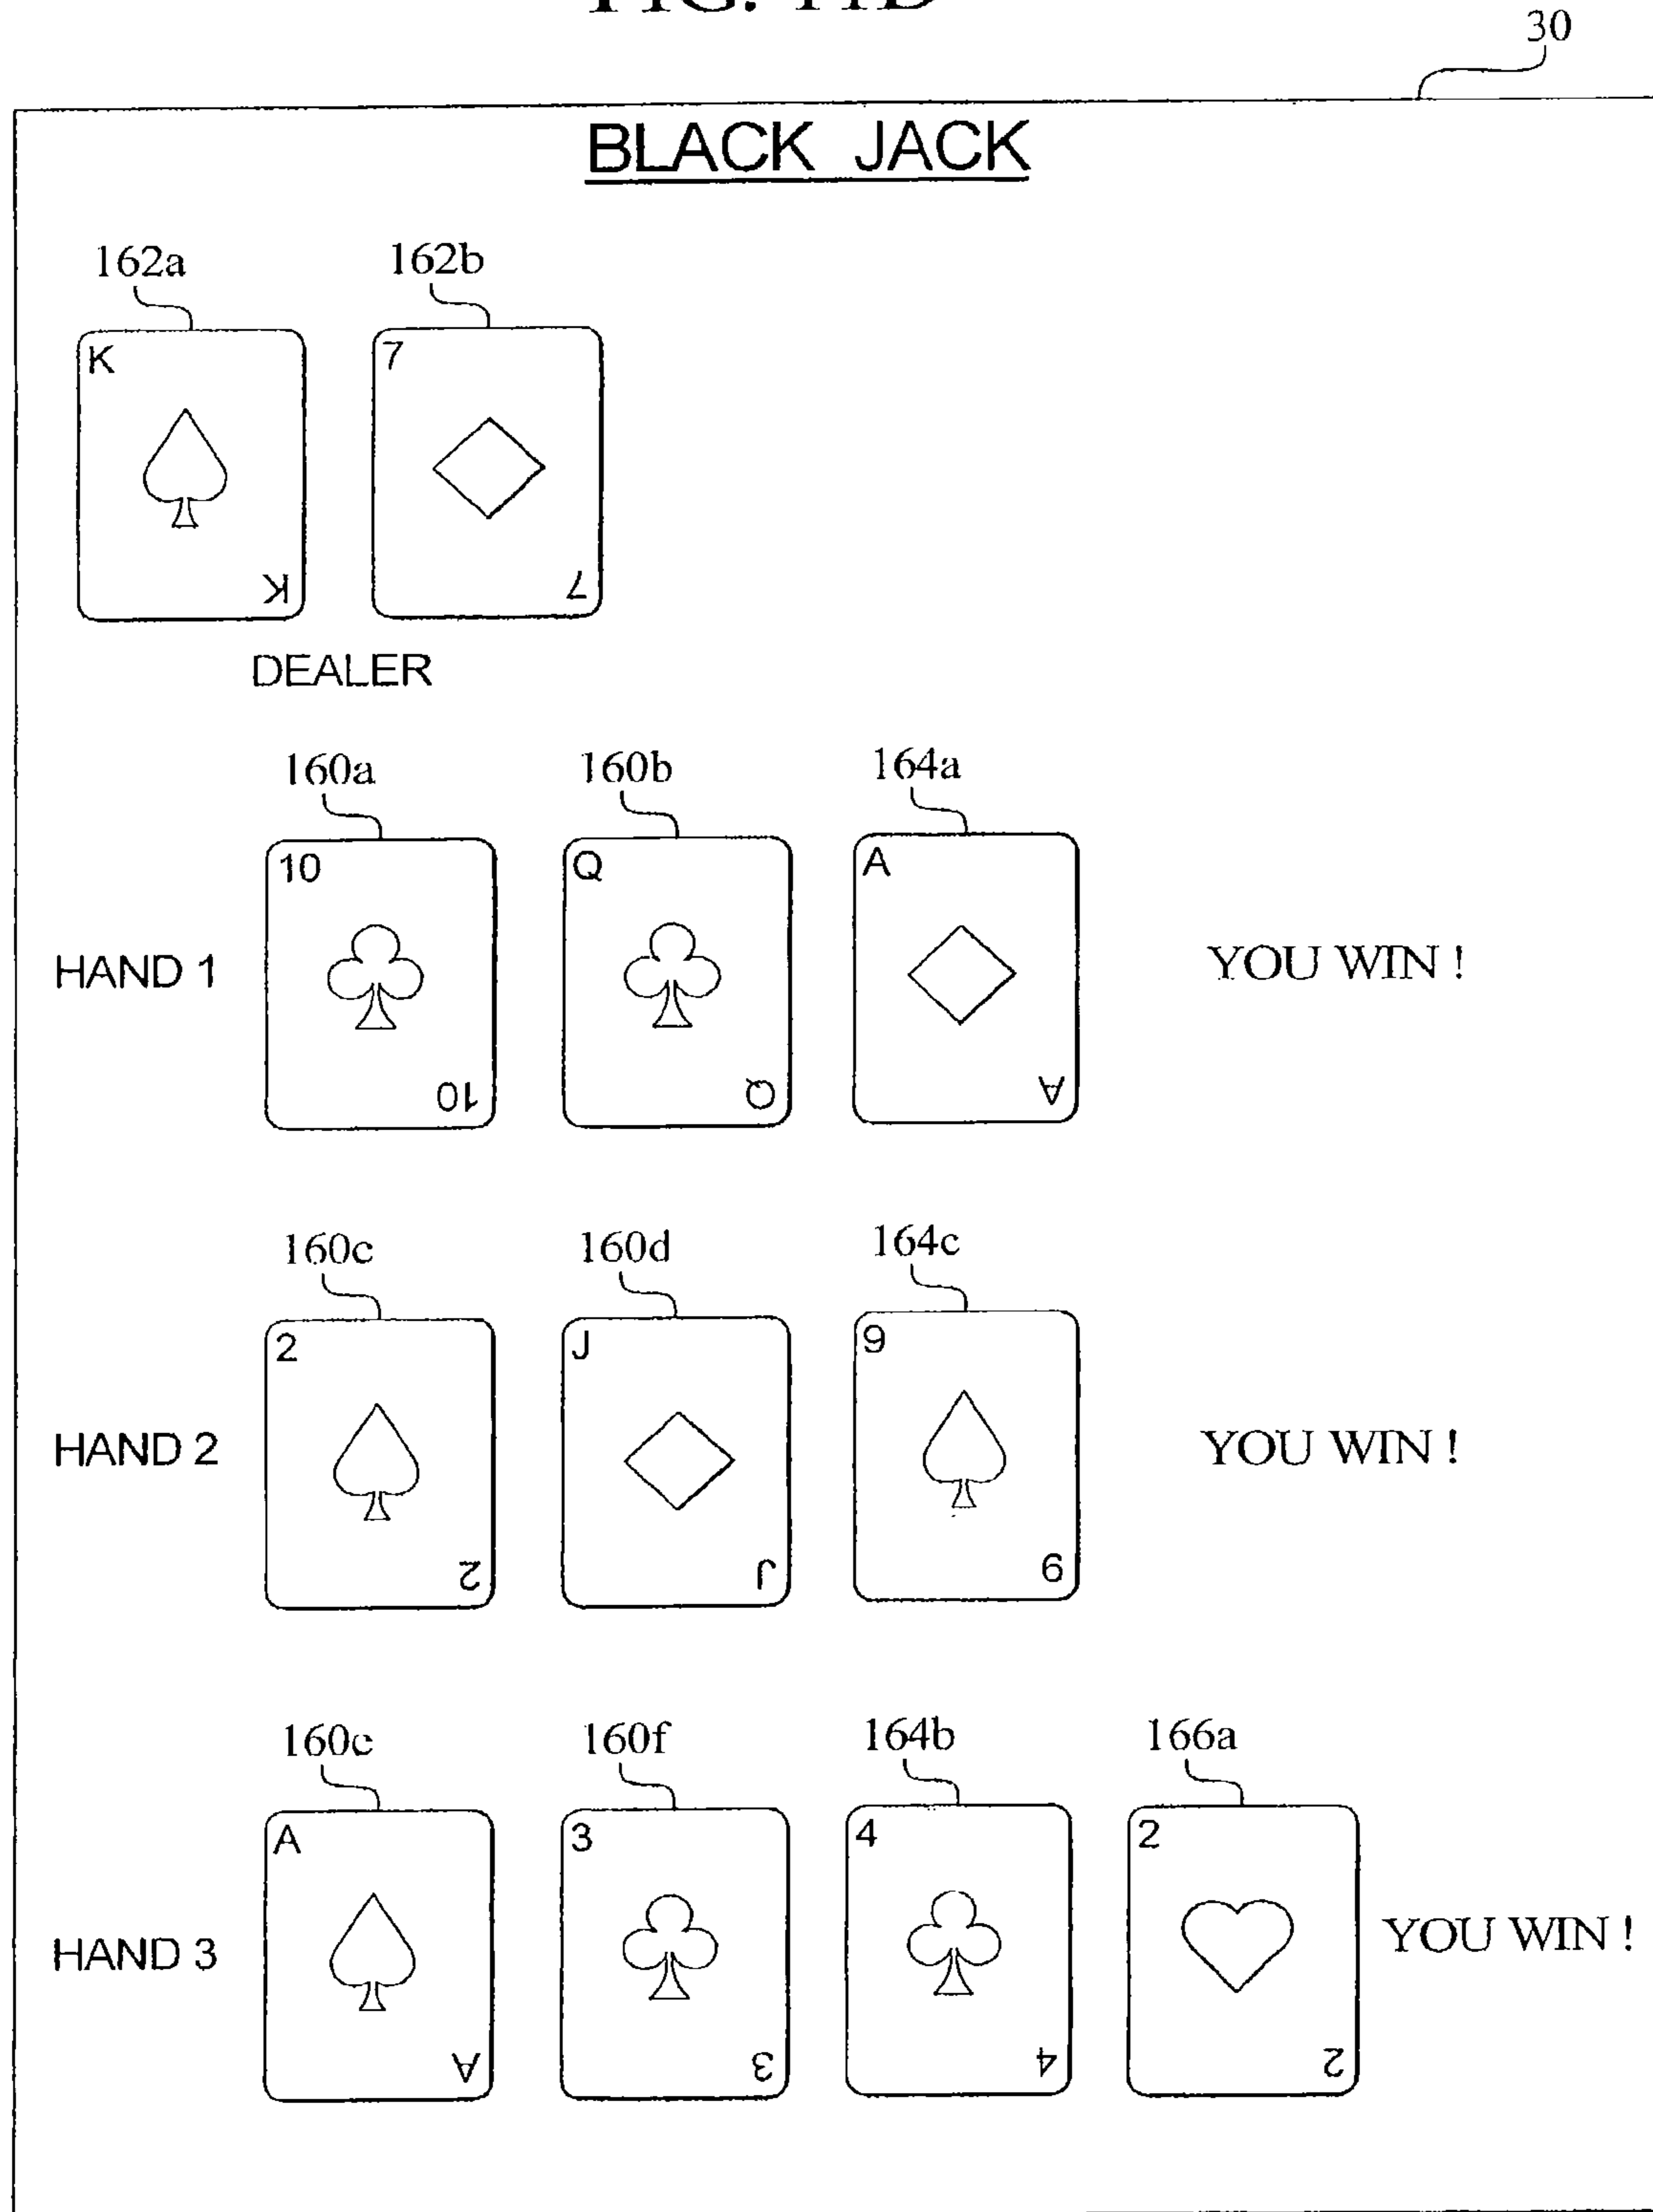 30
BLACK JACK
162a 162b
K 7
K 7
DEALER
160a 160b 164a
10 Q A
HAND 1 YOU WIN !
10 Q A
160c 160d 164c
2 J 9
HAND 2 YOU WIN !
2 J 9
160e 160f 164b 166a
A 3 4 2
HAND 3 YOU WIN !
A 3 4 2